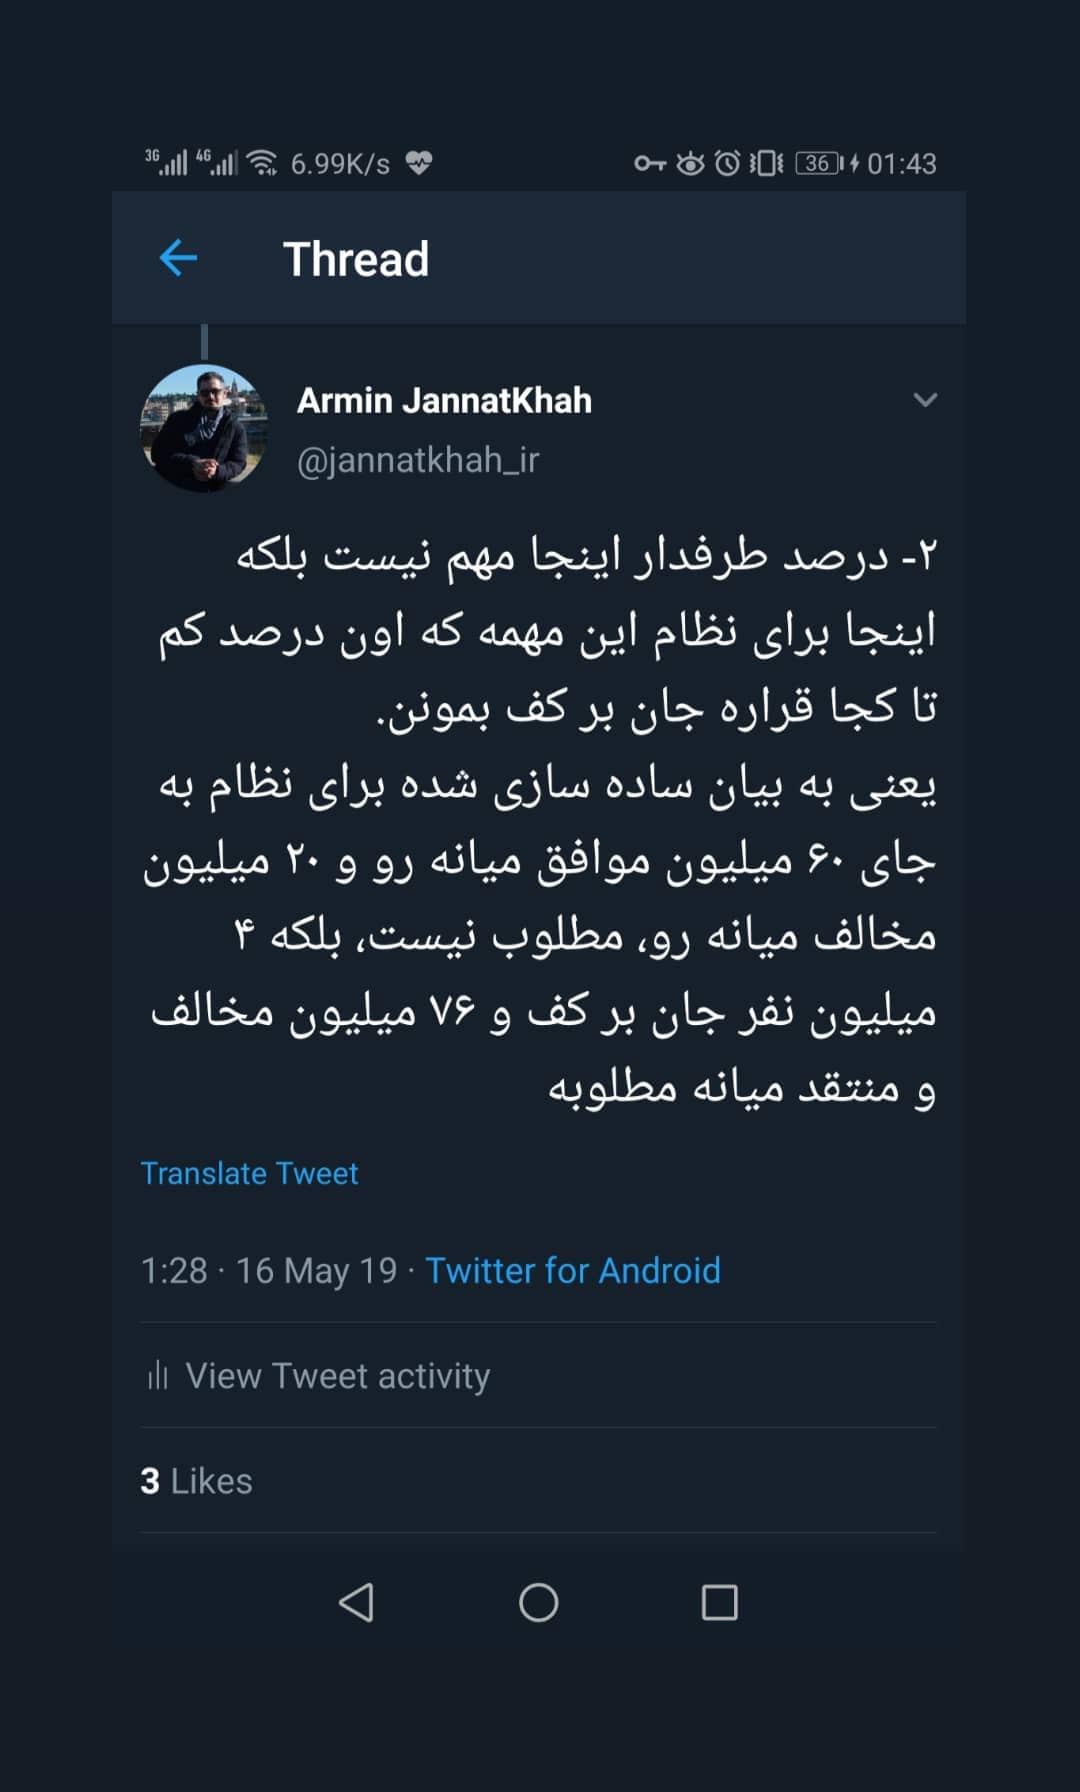 3G 4G 6.99K/s 36 01:43
Thread
Armin JannatKhah
@jannatkhah_ir
۲- درصد طرفدار اینجا مهم نیست بلکه
اینجا برای نظام این مهمه که اون درصد کم
تا کجا قراره جان بر کف بمونن.
یعنی به بیان ساده سازی شده برای نظام به
جای ۶۰ میلیون موافق میانه رو و ۲۰ میلیون
مخالف میانه رو، مطلوب نیست، بلکه ۴
میلیون نفر جان بر کف و ۷۶ میلیون مخالف
و منتقد میانه مطلوبه
Translate Tweet
1:28 · 16 May 19 · Twitter for Android
View Tweet activity
3 Likes